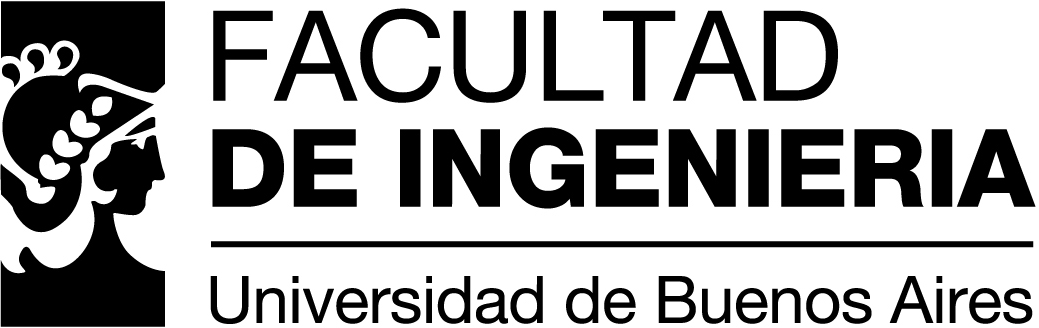 FACULTAD
DE INGENIERIA
Universidad de Buenos Aires